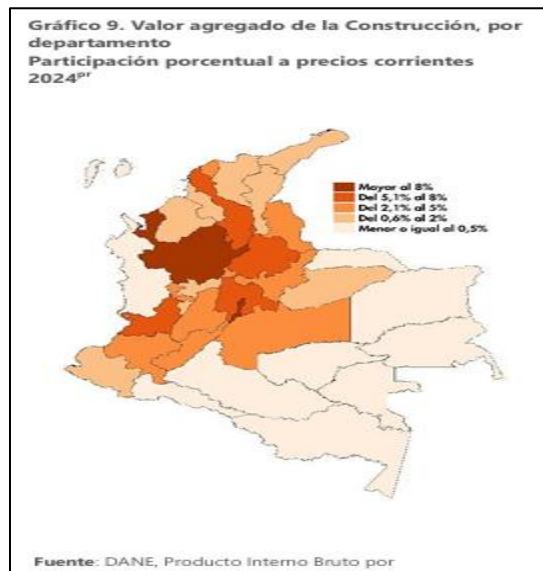 Gráfico 9. Valor agregado de la Construcción, por
departamento
Participación porcentual a precios corrientes
2024ᵖʳ
Mayor al 8%
Del 5,1% al 8%
Del 2,1% al 5%
Del 0,6% al 2%
Menor o igual al 0,5%
Fuente: DANE, Producto Interno Bruto por